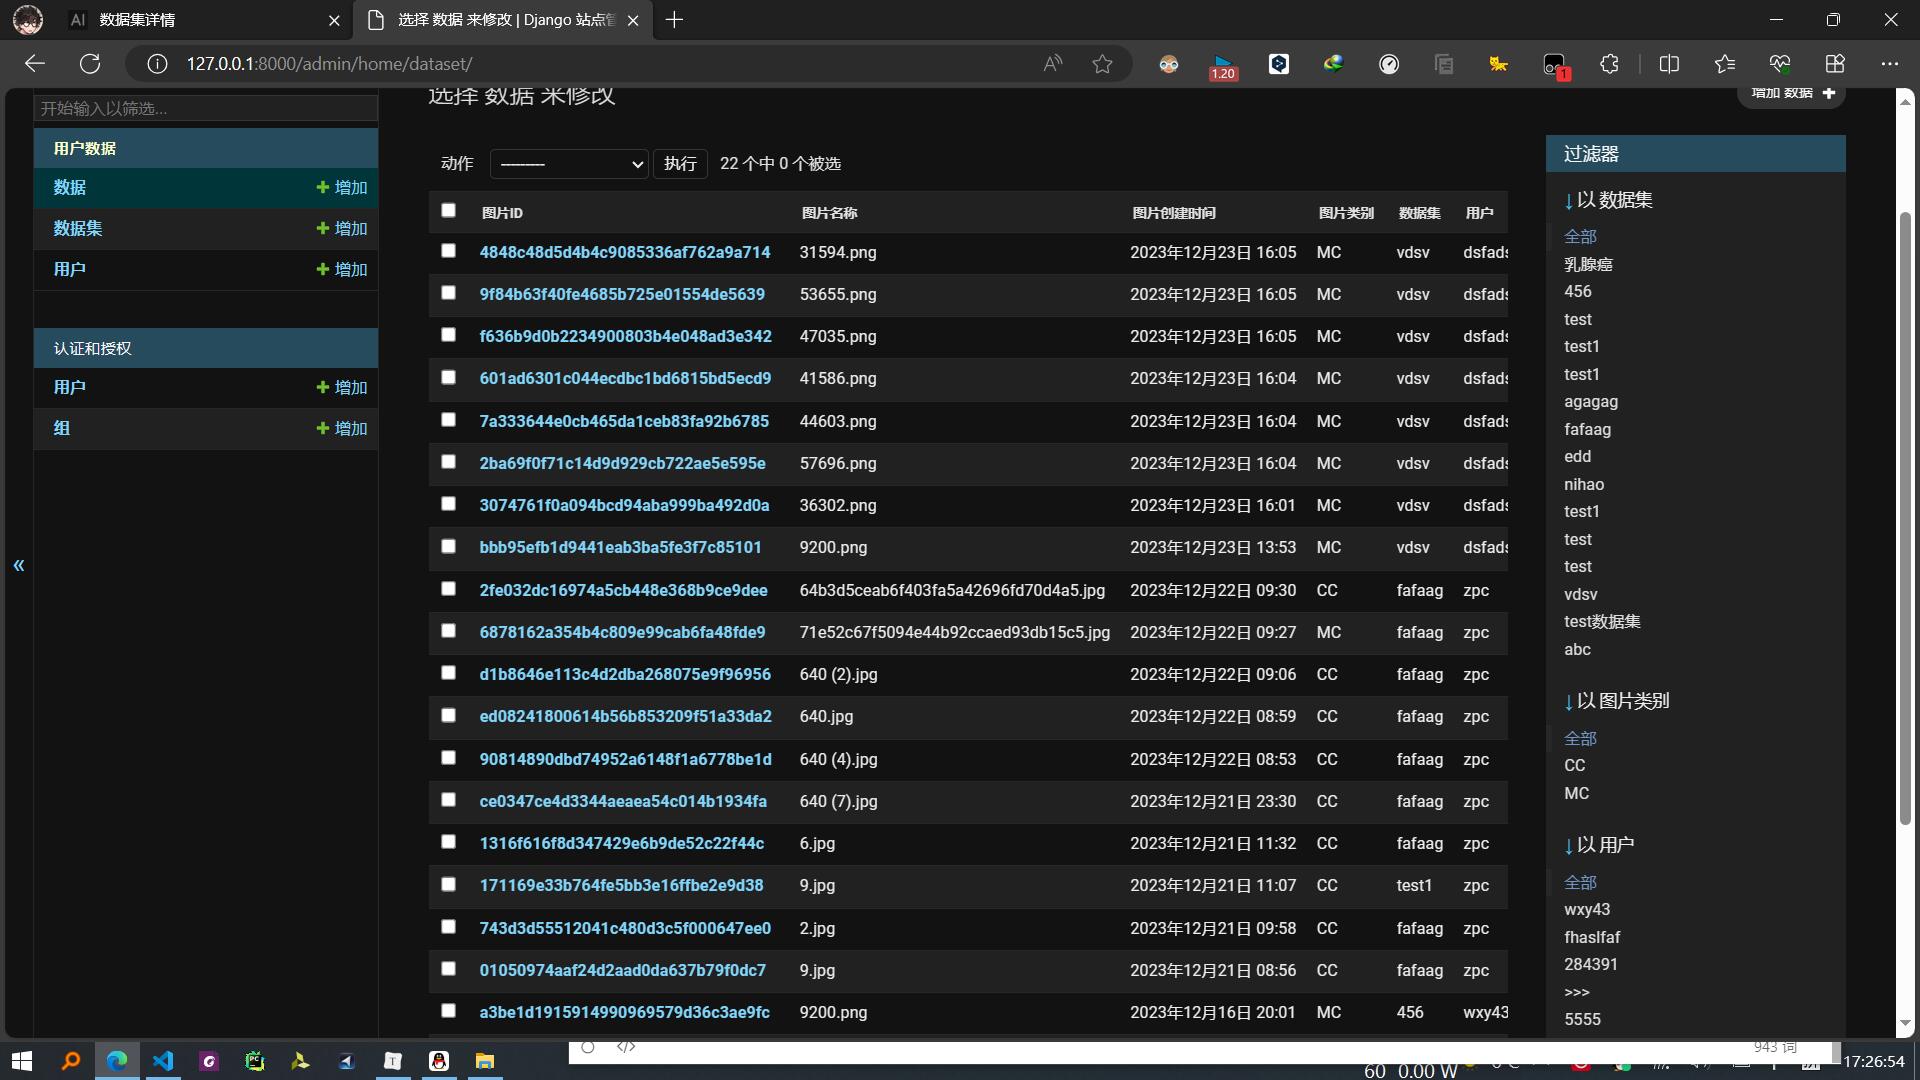 数据集详情
选择 数据 来修改 | Django 站点管
127.0.0.1:8000/admin/home/dataset/
1.20
1
开始输入以筛选...
用户数据
数据 增加
数据集 增加
用户 增加
认证和授权
用户 增加
组 增加
«
选择 数据 来修改
增加 数据
动作 --------- 执行 22 个中 0 个被选
图片ID 图片名称 图片创建时间 图片类别 数据集 用户
4848c48d5d4b4c9085336af762a9a714 31594.png 2023年12月23日 16:05 MC vdsv dsfads
9f84b63f40fe4685b725e01554de5639 53655.png 2023年12月23日 16:05 MC vdsv dsfads
f636b9d0b2234900803b4e048ad3e342 47035.png 2023年12月23日 16:05 MC vdsv dsfads
601ad6301c044ecdbc1bd6815bd5ecd9 41586.png 2023年12月23日 16:04 MC vdsv dsfads
7a333644e0cb465da1ceb83fa92b6785 44603.png 2023年12月23日 16:04 MC vdsv dsfads
2ba69f0f71c14d9d929cb722ae5e595e 57696.png 2023年12月23日 16:04 MC vdsv dsfads
3074761f0a094bcd94aba999ba492d0a 36302.png 2023年12月23日 16:01 MC vdsv dsfads
bbb95efb1d9441eab3ba5fe3f7c85101 9200.png 2023年12月23日 13:53 MC vdsv dsfads
2fe032dc16974a5cb448e368b9ce9dee 64b3d5ceab6f403fa5a42696fd70d4a5.jpg 2023年12月22日 09:30 CC fafaag zpc
6878162a354b4c809e99cab6fa48fde9 71e52c67f5094e44b92ccaed93db15c5.jpg 2023年12月22日 09:27 MC fafaag zpc
d1b8646e113c4d2dba268075e9f96956 640 (2).jpg 2023年12月22日 09:06 CC fafaag zpc
ed08241800614b56b853209f51a33da2 640.jpg 2023年12月22日 08:59 CC fafaag zpc
90814890dbd74952a6148f1a6778be1d 640 (4).jpg 2023年12月22日 08:53 CC fafaag zpc
ce0347ce4d3344aeaea54c014b1934fa 640 (7).jpg 2023年12月21日 23:30 CC fafaag zpc
1316f616f8d347429e6b9de52c22f44c 6.jpg 2023年12月21日 11:32 CC fafaag zpc
171169e33b764fe5bb3e16ffbe2e9d38 9.jpg 2023年12月21日 11:07 CC test1 zpc
743d3d55512041c480d3c5f000647ee0 2.jpg 2023年12月21日 09:58 CC fafaag zpc
01050974aaf24d2aad0da637b79f0dc7 9.jpg 2023年12月21日 08:56 CC fafaag zpc
a3be1d1915914990969579d36c3ae9fc 9200.png 2023年12月16日 20:01 MC 456 wxy43
过滤器
↓以 数据集
全部
乳腺癌
456
test
test1
test1
agagag
fafaag
edd
nihao
test1
test
test
vdsv
test数据集
abc
↓以 图片类别
全部
CC
MC
↓以 用户
全部
wxy43
fhaslfaf
284391
>>>
5555
943 词
60 0.00 W
17:26:54